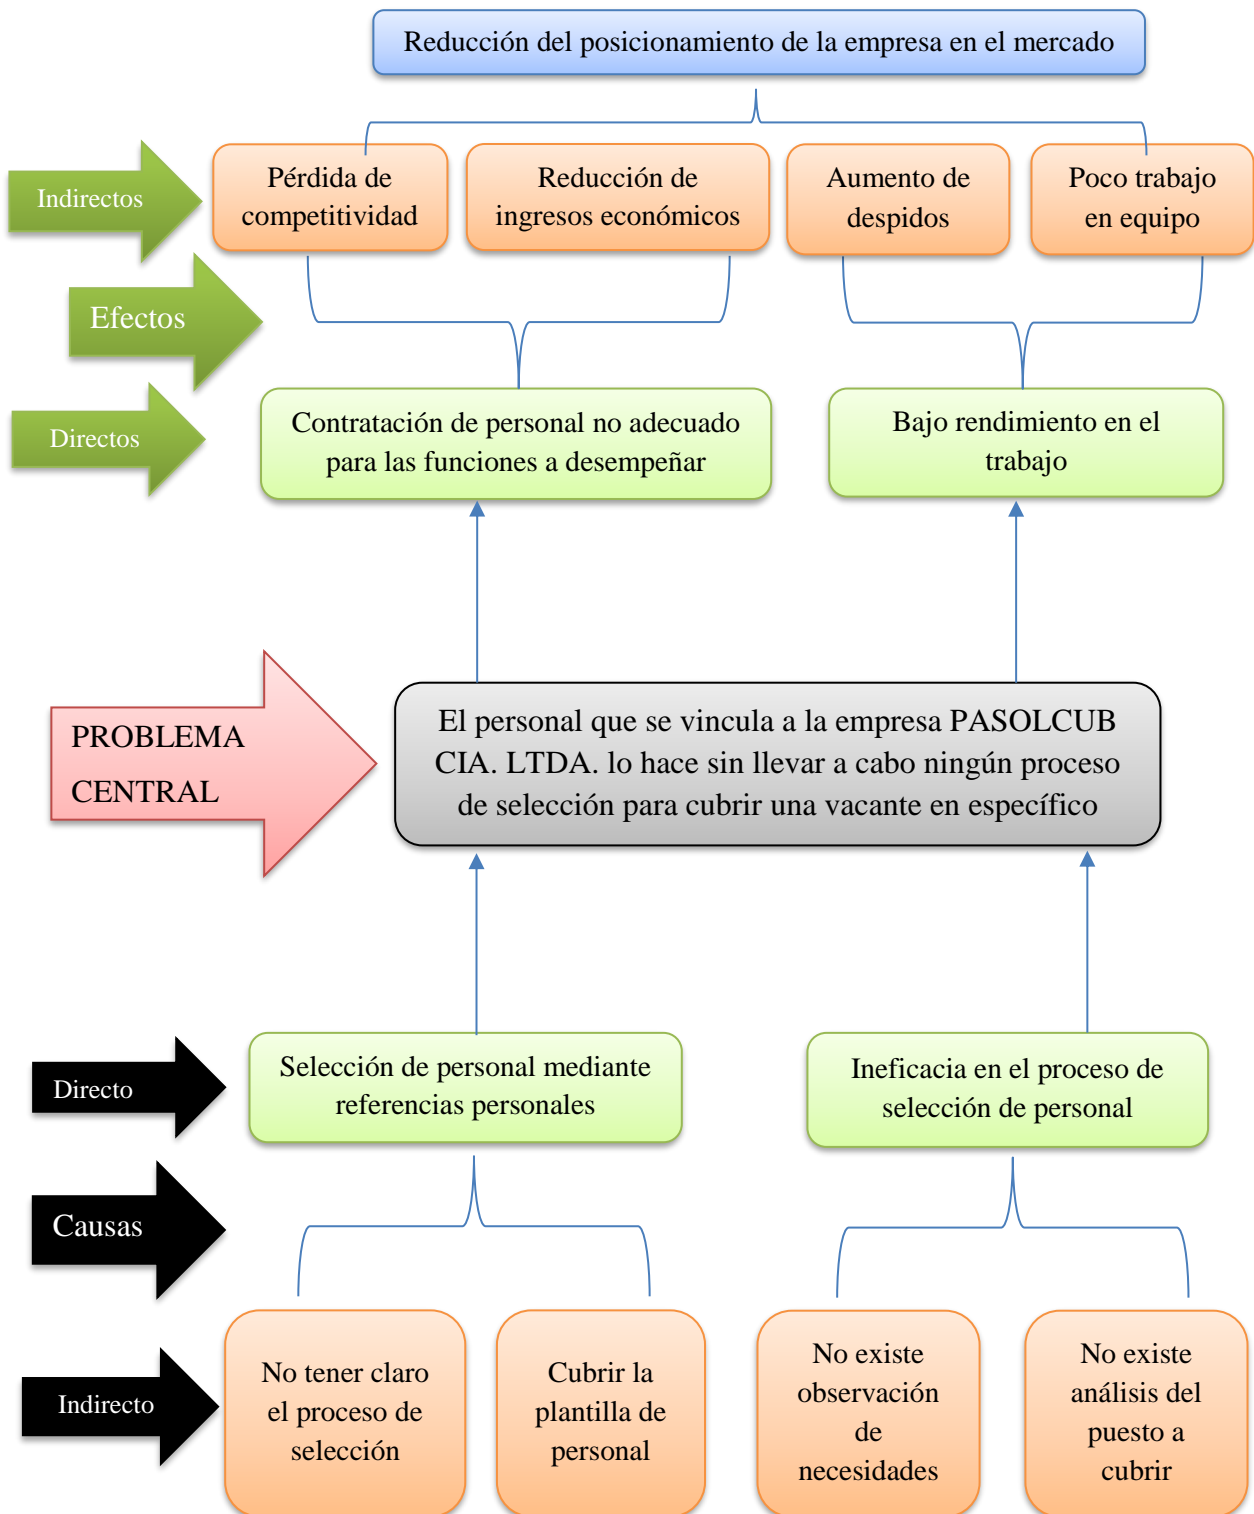 Reducción del posicionamiento de la empresa en el mercado
Indirectos
Pérdida de
competitividad
Reducción de
ingresos económicos
Aumento de
despidos
Poco trabajo
en equipo
Efectos
Directos
Contratación de personal no adecuado
para las funciones a desempeñar
Bajo rendimiento en el
trabajo
PROBLEMA
CENTRAL
El personal que se vincula a la empresa PASOLCUB
CIA. LTDA. lo hace sin llevar a cabo ningún proceso
de selección para cubrir una vacante en específico
Directo
Selección de personal mediante
referencias personales
Ineficacia en el proceso de
selección de personal
Causas
Indirecto
No tener claro
el proceso de
selección
Cubrir la
plantilla de
personal
No existe
observación
de
necesidades
No existe
análisis del
puesto a
cubrir